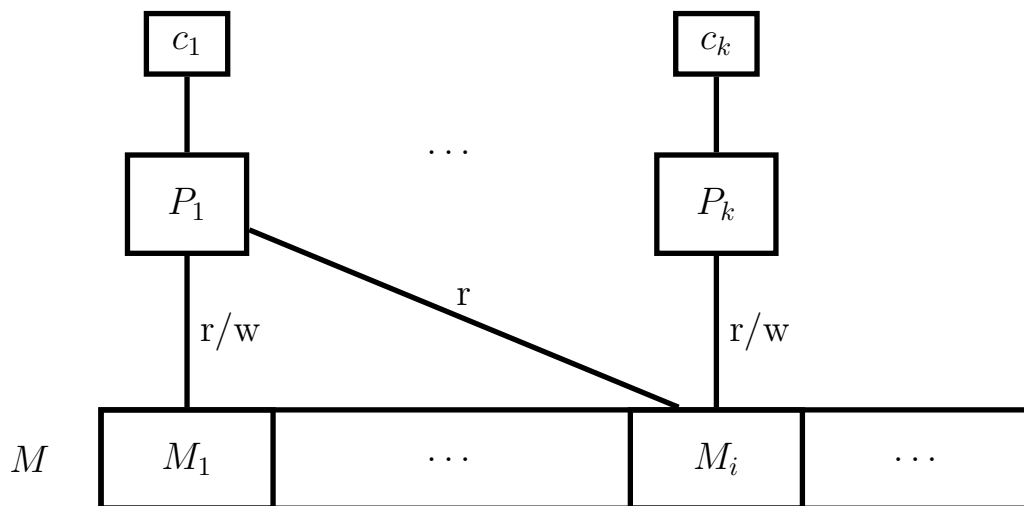 c₁ cₖ
...
P₁ Pₖ
r
r/w r/w
M M₁ ... Mᵢ ...